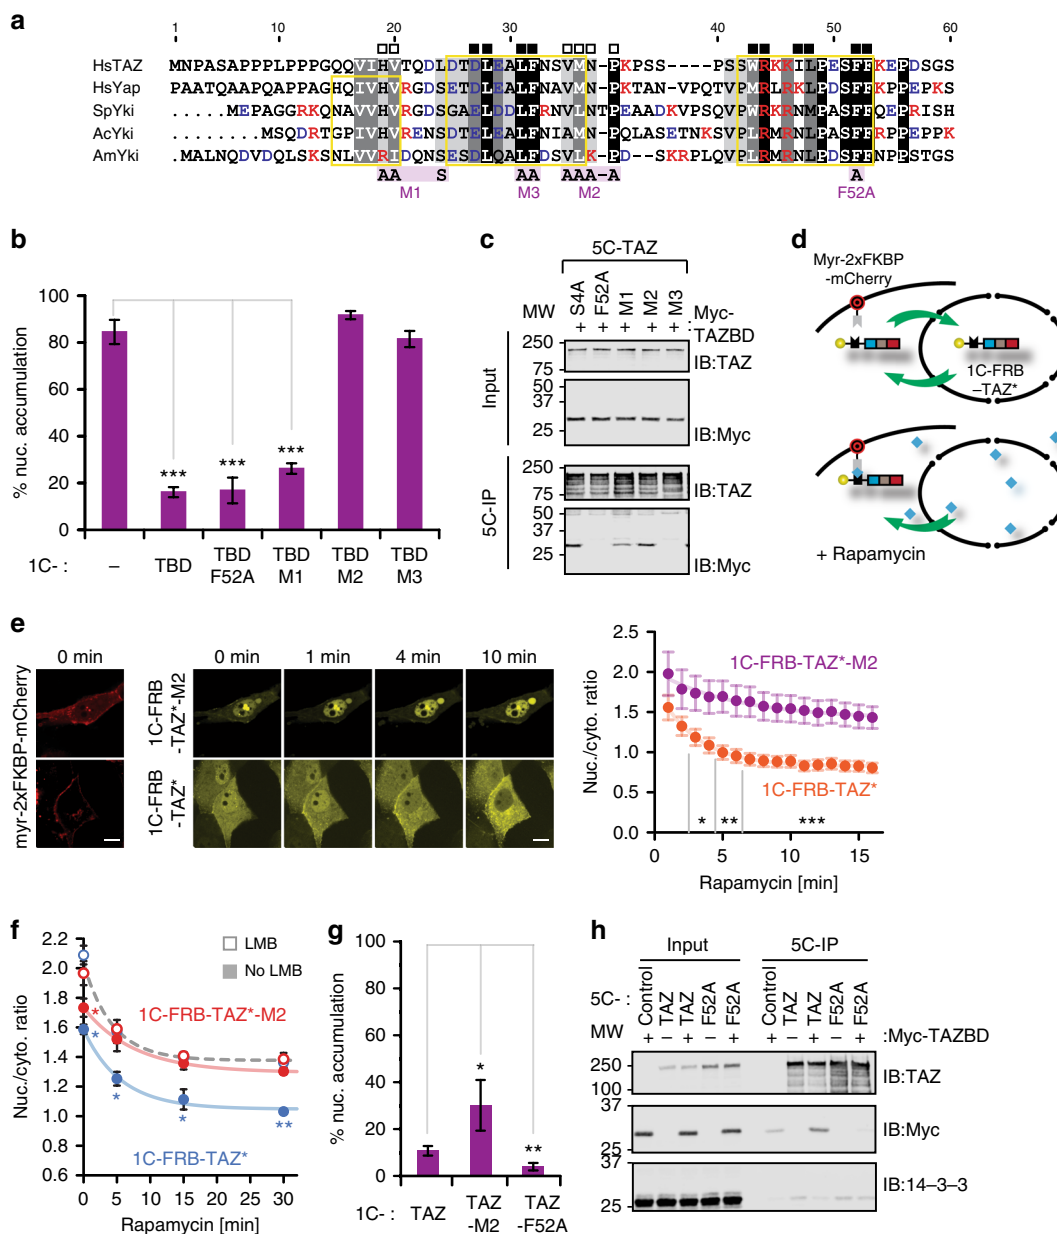 a
1 20 30 40 50 60
HsTAZ MNPASAPPPLPPPGQQVIHVTQDLDTDLEALFNSVMN-PKPSS----PSSWRKKILPESFFKEPDSGS
HsYap PAATQAAPQAPPAGHQIVHVRGDSETDLEALFNAVMN-PKTAN-VPQTVPMRLRKLPDSFFKPPEPKS
SpYki .....MEPAGGRKQNAVHVRGDSGAELEDLFRNVLNTPEAADKVPSQVPWRMRNMPASFFQEPRISH
AcYki ........MSQDRTGPIVHVRENSDTELEALFNIAMN-PQLASETNKSVPLRMRKLPASFFRPPEPPK
AmYki .MALNQDVDQLSKSNLVVRIDQNSESDLQALFDSVLK-PD--SKRPLQVPLRMRNLPDSFFNPPSTGS
AA S AA AAA-A A
M1 M3 M2 F52A
b
% nuc. accumulation
100
80
60
40
20
0
*** *** ***
1C- : – TBD TBD F52A TBD M1 TBD M2 TBD M3
c
5C-TAZ
S4A F52A M1 M2 M3
MW + + + + + :Myc-TAZBD
Input
250
75
IB:TAZ
50
37
25
IB:Myc
5C-IP
250
75
IB:TAZ
50
37
25
IB:Myc
d
Myr-2xFKBP
-mCherry
1C-FRB
–TAZ*
+ Rapamycin
e
myr-2xFKBP-mCherry
0 min
1C-FRB
-TAZ*-M2
1C-FRB
-TAZ*
0 min 1 min 4 min 10 min
Nuc./cyto. ratio
2.5
2.0
1.5
1.0
0.5
0.0
1C-FRB-TAZ*-M2
1C-FRB-TAZ*
* ** ***
0 5 10 15
Rapamycin [min]
f
Nuc./cyto. ratio
2.2
2.0
1.8
1.6
1.4
1.2
1.0
0.8
0.6
LMB
No LMB
1C-FRB-TAZ*-M2
*
*
* * **
1C-FRB-TAZ*
0 5 10 15 20 25 30
Rapamycin [min]
g
% nuc. accumulation
100
80
60
40
20
0
*
**
1C- : TAZ TAZ -M2 TAZ -F52A
h
Input 5C-IP
5C- : Control TAZ TAZ F52A F52A Control TAZ TAZ F52A F52A
MW + – + – + + – + – + :Myc-TAZBD
250
100
IB:TAZ
37
25
IB:Myc
37
25
IB:14–3–3